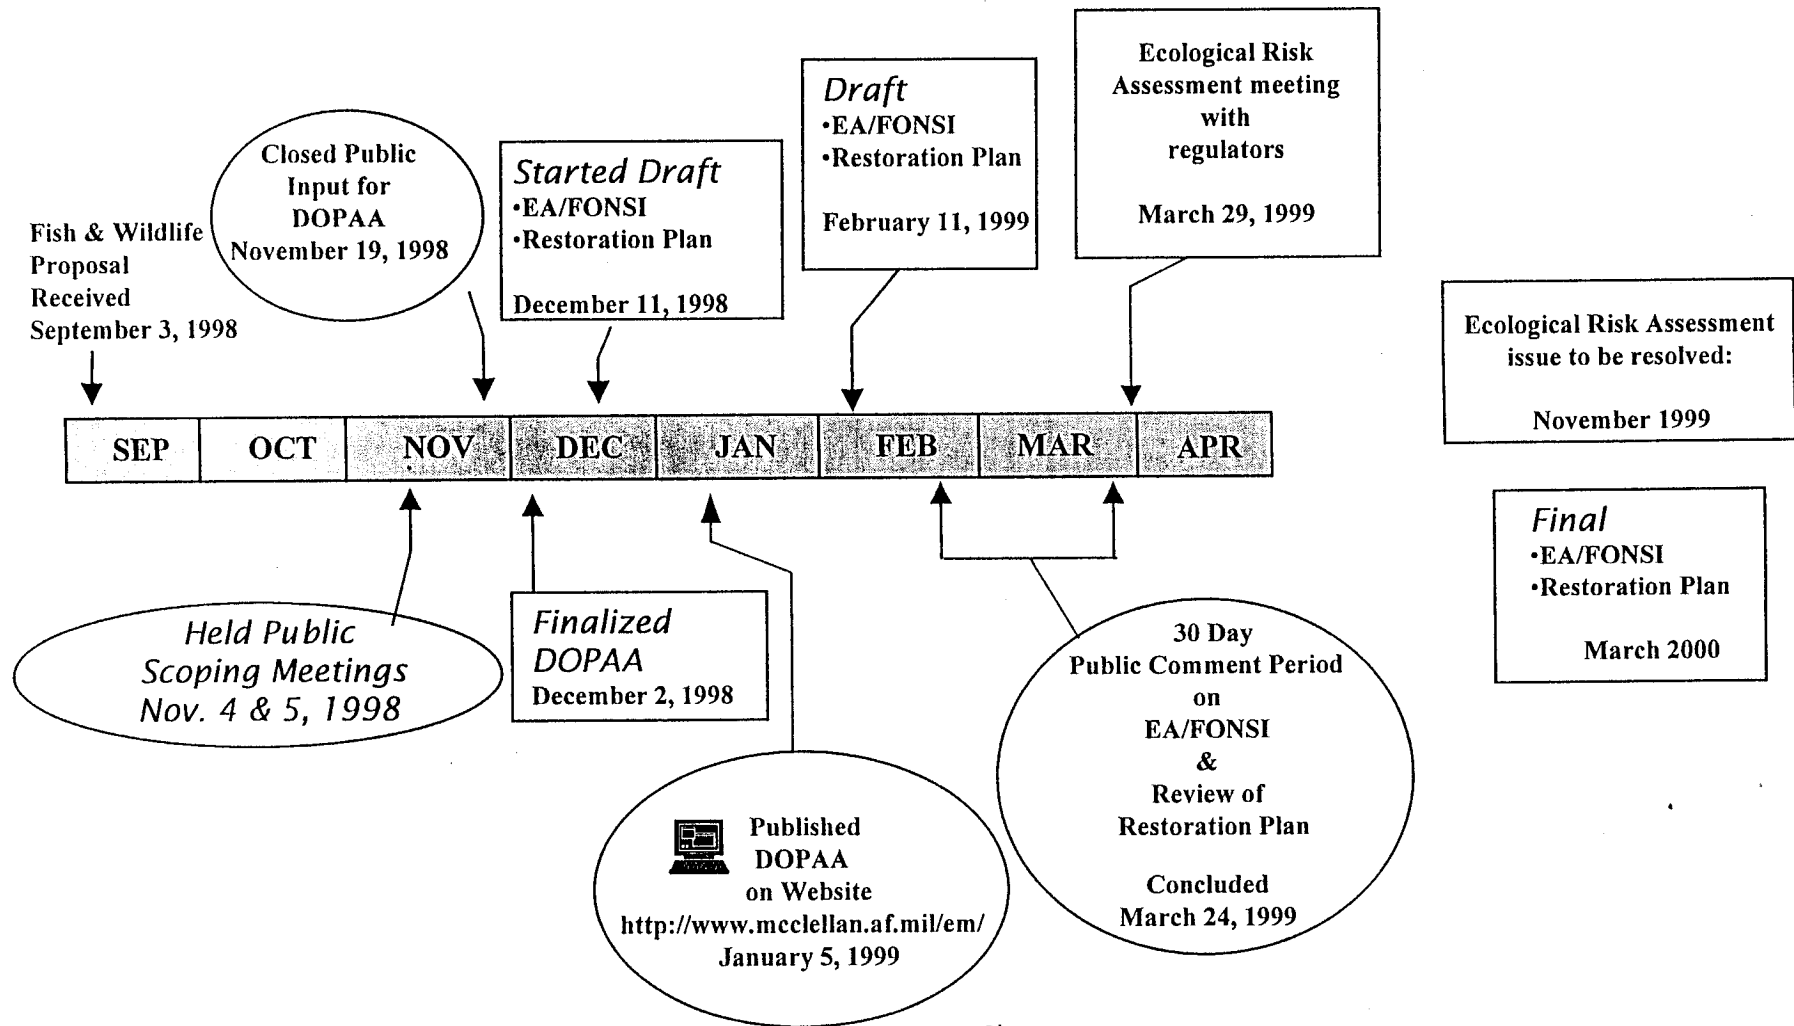 Fish & Wildlife
Proposal
Received
September 3, 1998
Closed Public
Input for
DOPAA
November 19, 1998
Started Draft
•EA/FONSI
•Restoration Plan
December 11, 1998
Draft
•EA/FONSI
•Restoration Plan
February 11, 1999
Ecological Risk
Assessment meeting
with
regulators
March 29, 1999
Ecological Risk Assessment
issue to be resolved:
November 1999
SEP OCT NOV DEC JAN FEB MAR APR
Held Public
Scoping Meetings
Nov. 4 & 5, 1998
Finalized
DOPAA
December 2, 1998
Published
DOPAA
on Website
http://www.mcclellan.af.mil/em/
January 5, 1999
30 Day
Public Comment Period
on
EA/FONSI
&
Review of
Restoration Plan
Concluded
March 24, 1999
Final
•EA/FONSI
•Restoration Plan
March 2000